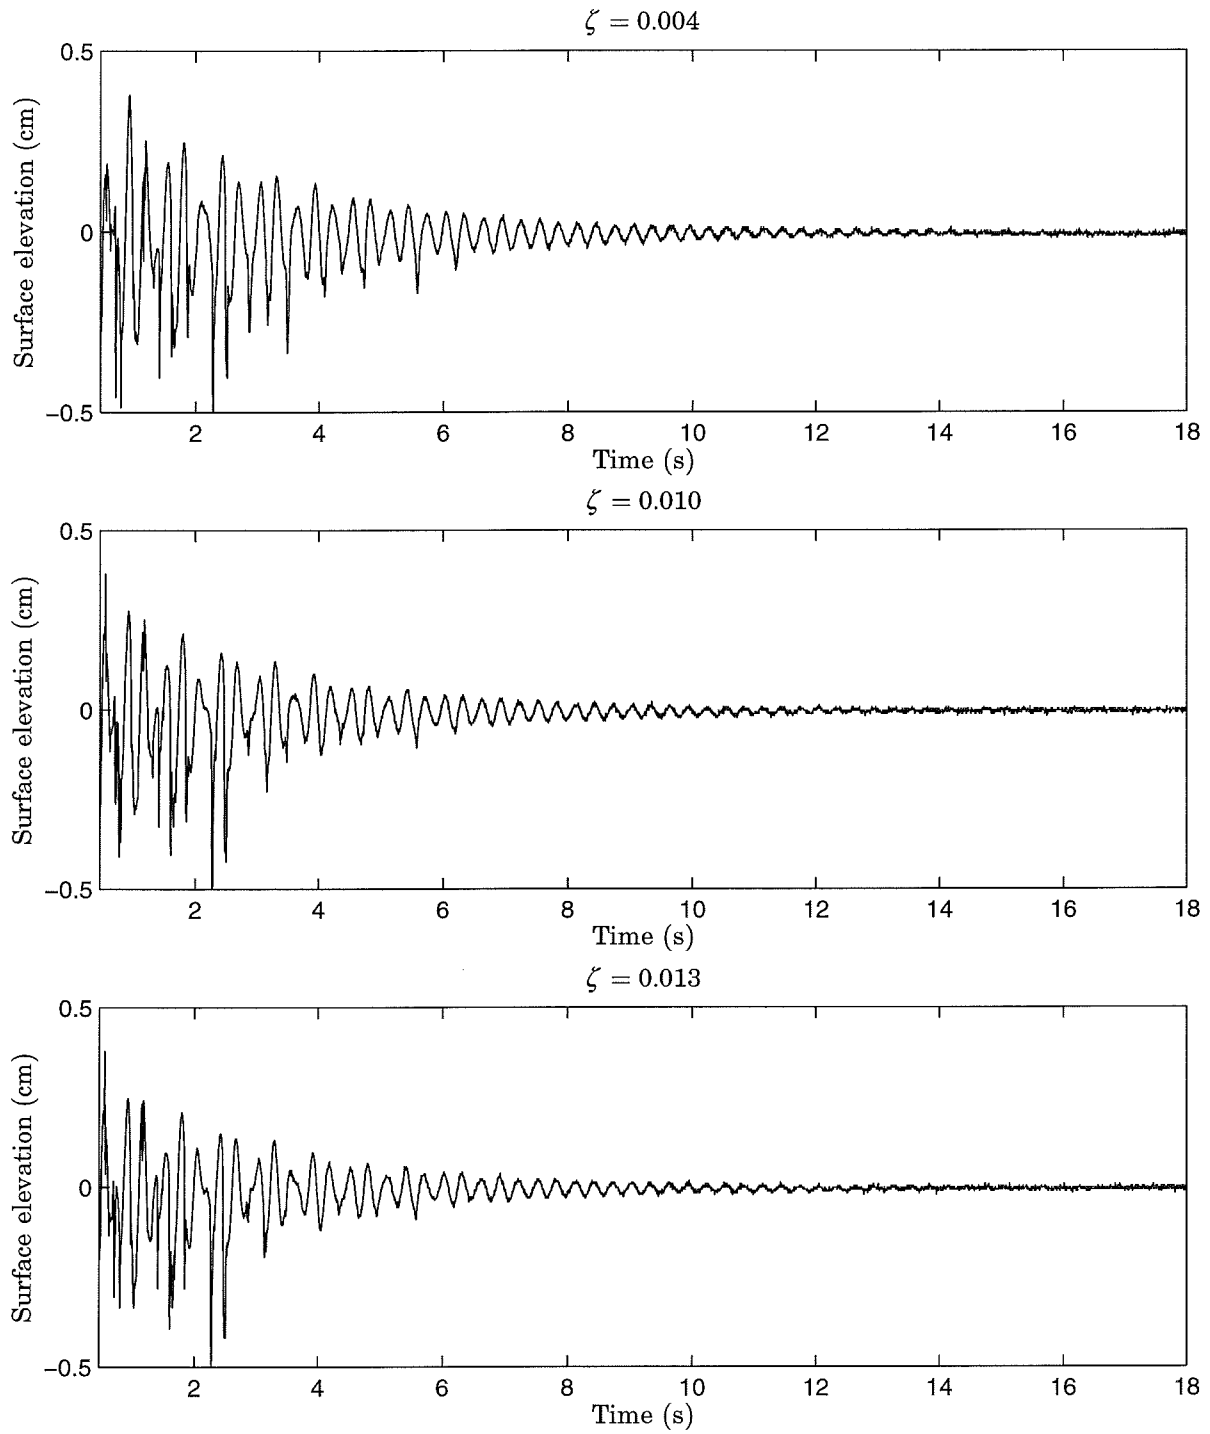 ζ = 0.004
0.5
Surface elevation (cm)
0
−0.5
2 4 6 8 10 12 14 16 18
Time (s)
ζ = 0.010
0.5
Surface elevation (cm)
0
−0.5
2 4 6 8 10 12 14 16 18
Time (s)
ζ = 0.013
0.5
Surface elevation (cm)
0
−0.5
2 4 6 8 10 12 14 16 18
Time (s)